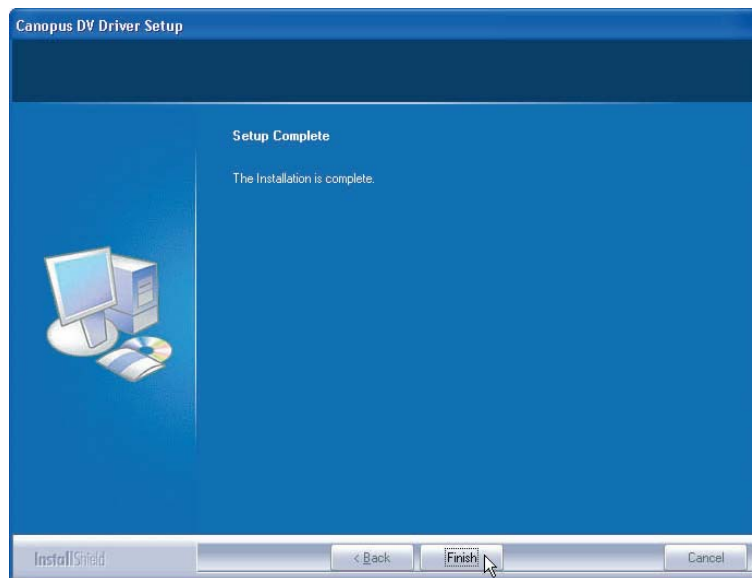 Canopus DV Driver Setup
Setup Complete
The Installation is complete.
InstallShield
< Back
Finish
Cancel